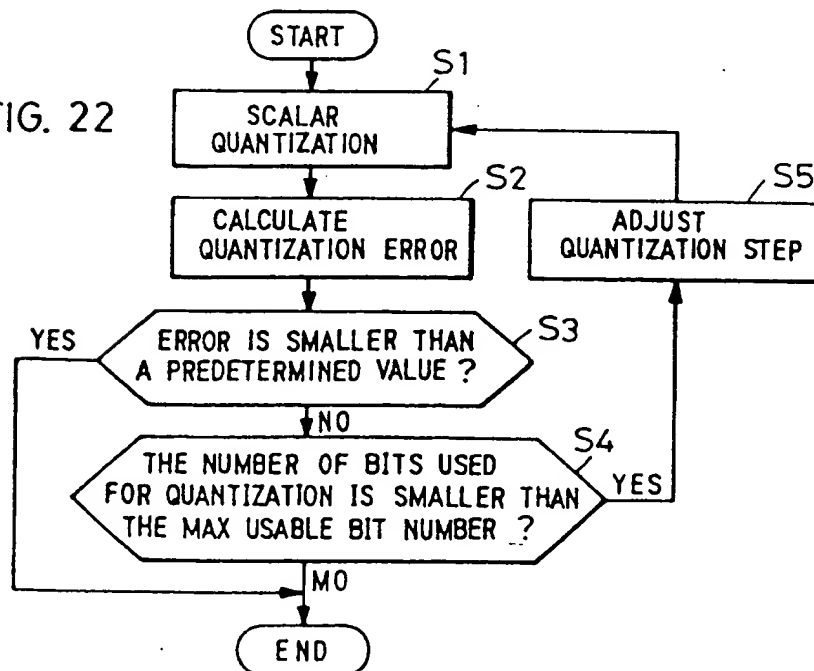 START
FIG. 22
S1
SCALAR
QUANTIZATION
S2
CALCULATE
QUANTIZATION ERROR
S5
ADJUST
QUANTIZATION STEP
S3
YES
ERROR IS SMALLER THAN
A PREDETERMINED VALUE ?
NO
S4
THE NUMBER OF BITS USED
FOR QUANTIZATION IS SMALLER THAN
THE MAX USABLE BIT NUMBER ?
YES
MO
END